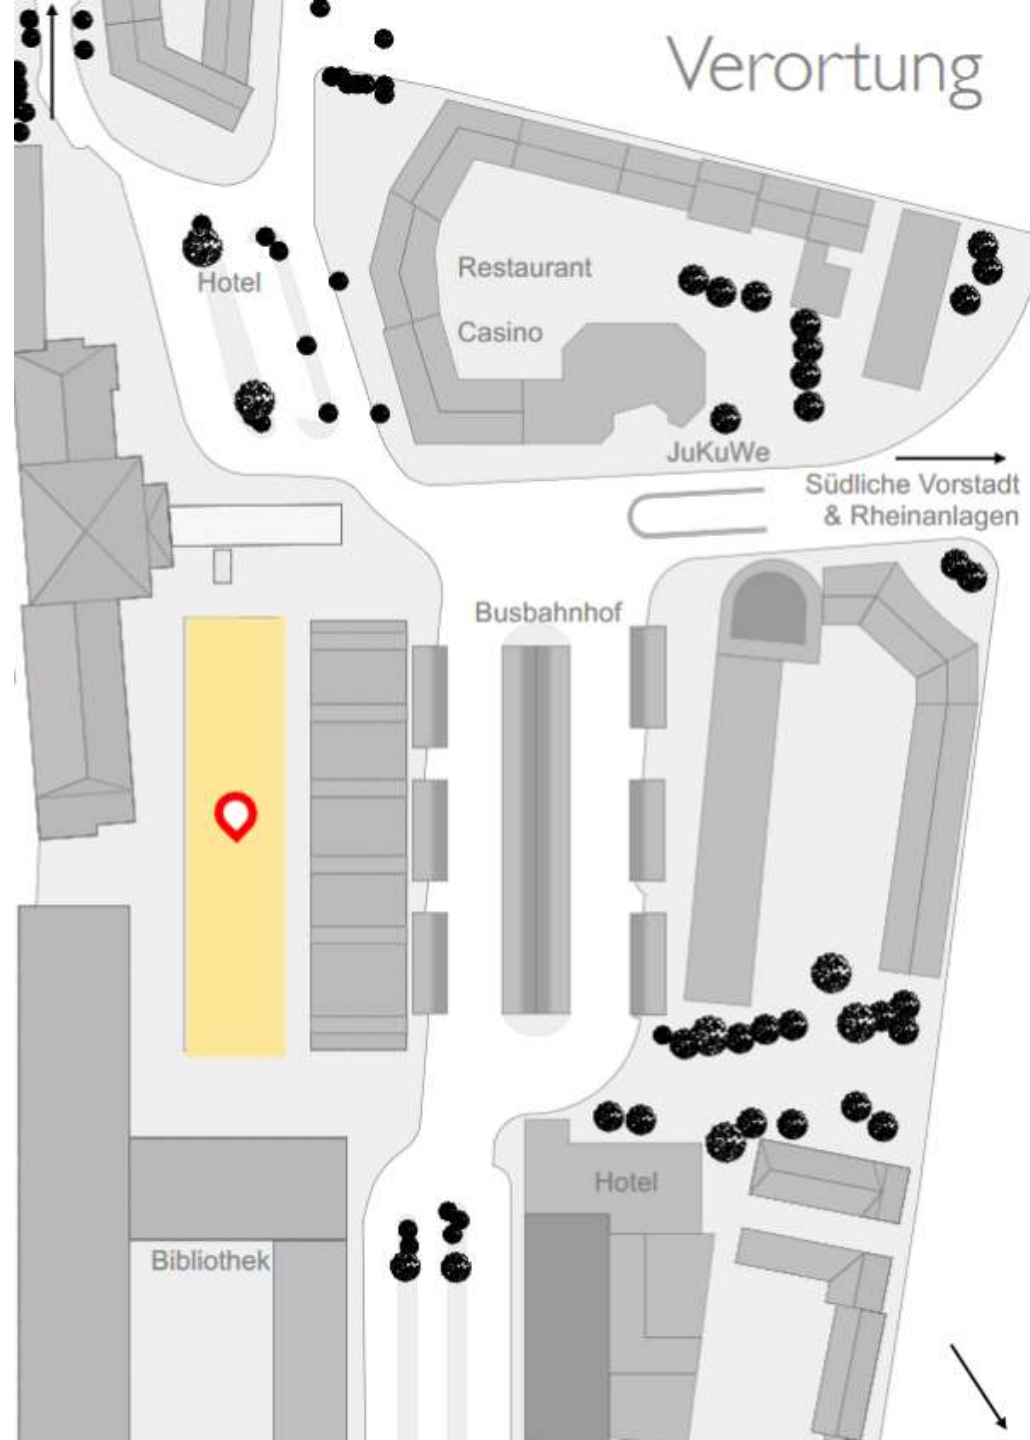 Verortung
Hotel
Restaurant
Casino
JuKuWe
Südliche Vorstadt
& Rheinanlagen
Busbahnhof
Hotel
Bibliothek